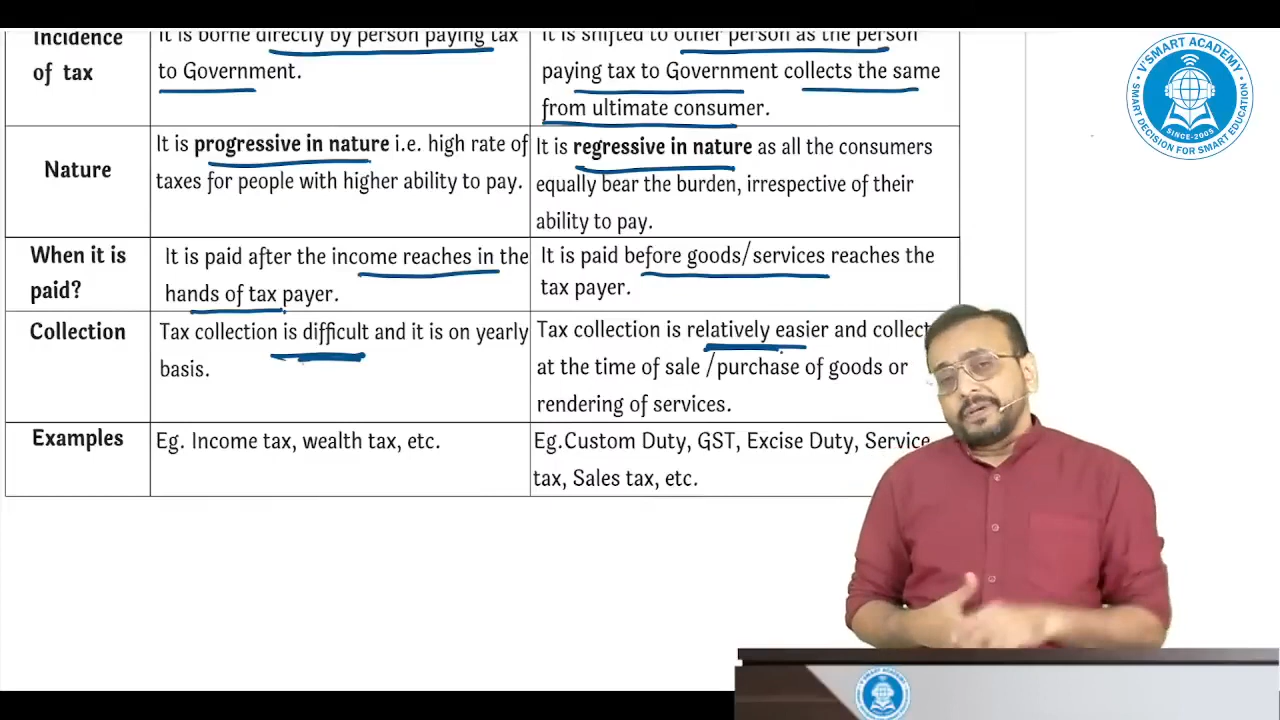 Incidence
of tax
It is borne directly by person paying tax
to Government.
It is shifted to other person as the person
paying tax to Government collects the same
from ultimate consumer.
Nature
It is progressive in nature i.e. high rate of
taxes for people with higher ability to pay.
It is regressive in nature as all the consumers
equally bear the burden, irrespective of their
ability to pay.
When it is
paid?
It is paid after the income reaches in the
hands of tax payer.
It is paid before goods/services reaches the
tax payer.
Collection
Tax collection is difficult and it is on yearly
basis.
Tax collection is relatively easier and collect
at the time of sale /purchase of goods or
rendering of services.
Examples
Eg. Income tax, wealth tax, etc.
Eg.Custom Duty, GST, Excise Duty, Service
tax, Sales tax, etc.
V'SMART ACADEMY
SINCE-2005
SMART DECISION FOR SMART EDUCATION